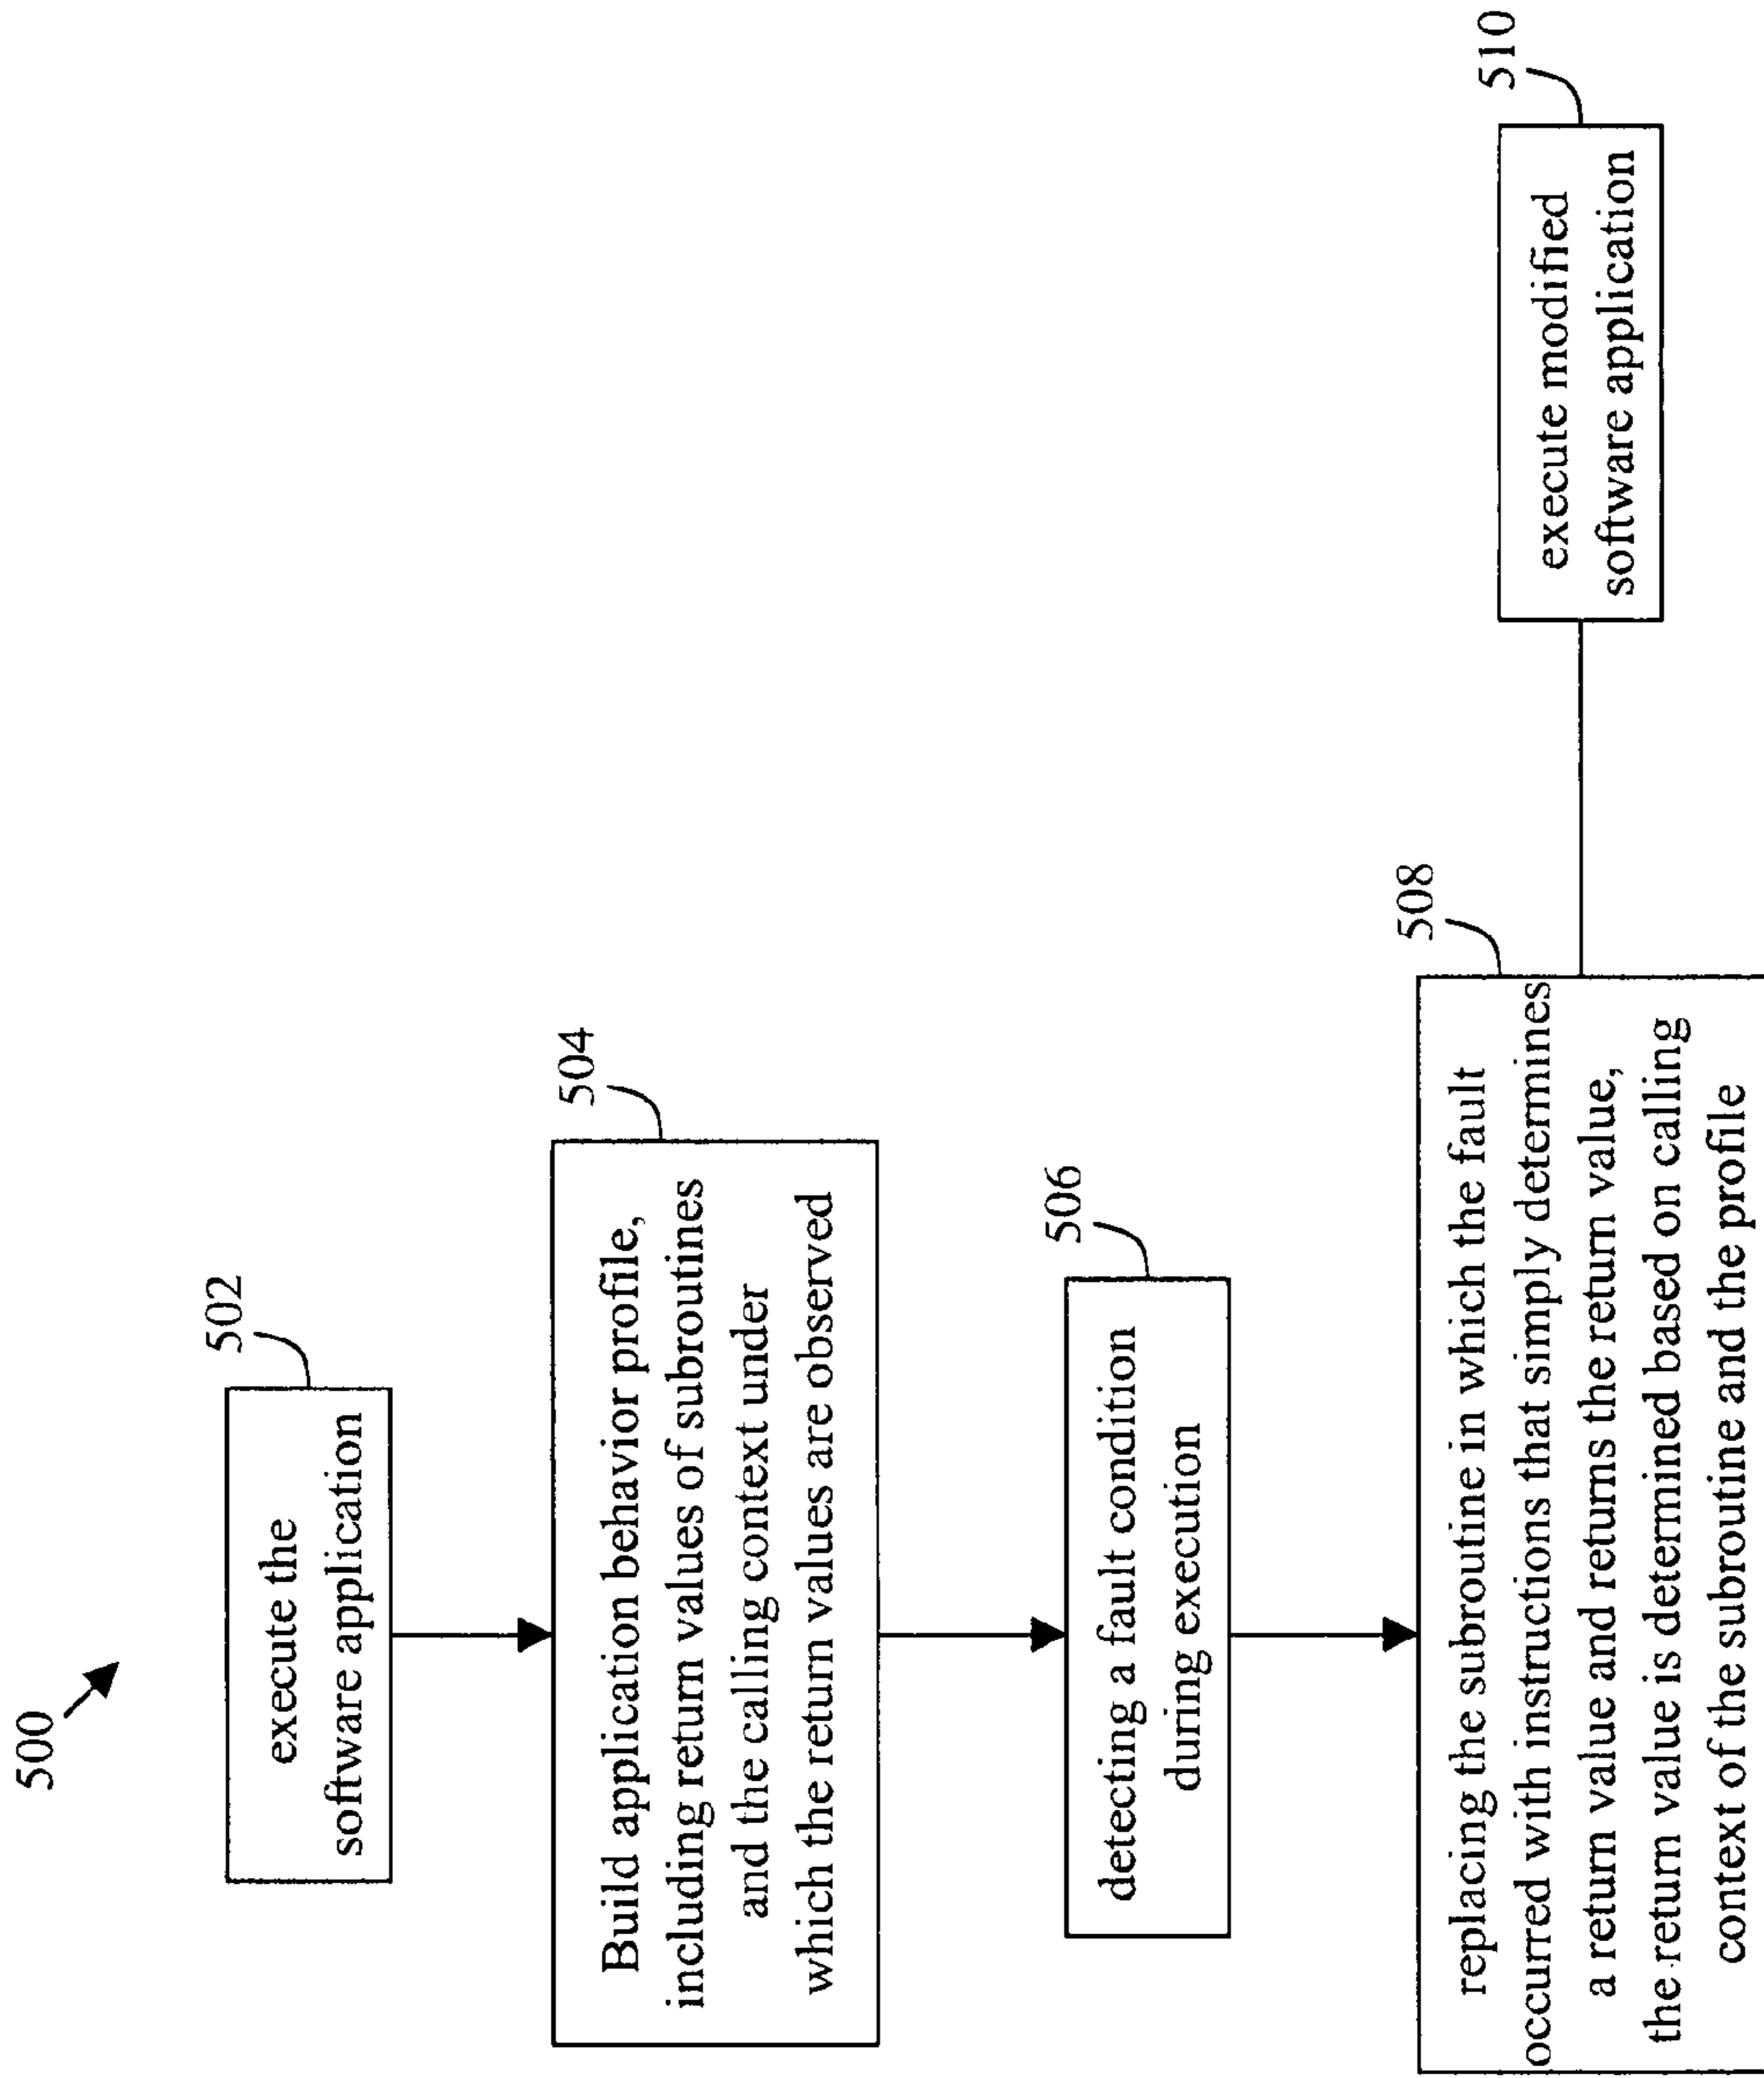 500
502
execute the
software application
504
Build application behavior profile,
including return values of subroutines
and the calling context under
which the return values are observed
506
detecting a fault condition
during execution
508
replacing the subroutine in which the fault
occurred with instructions that simply determines
a return value and returns the return value,
the return value is determined based on calling
context of the subroutine and the profile
510
execute modified
software application